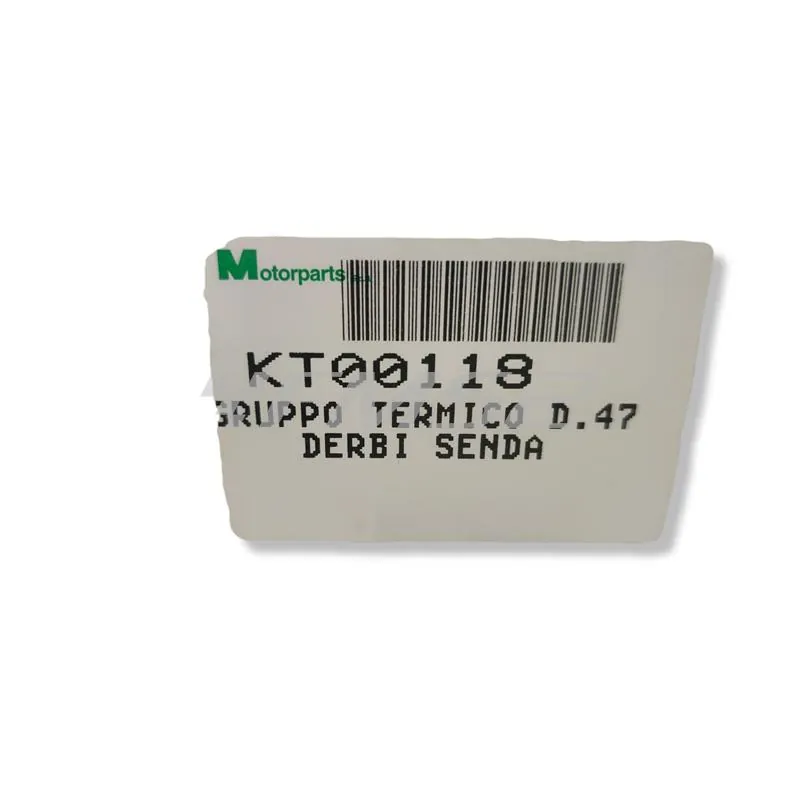 Motorparts
KT00118
GRUPPO TERMICO D.47
DERBI SENDA